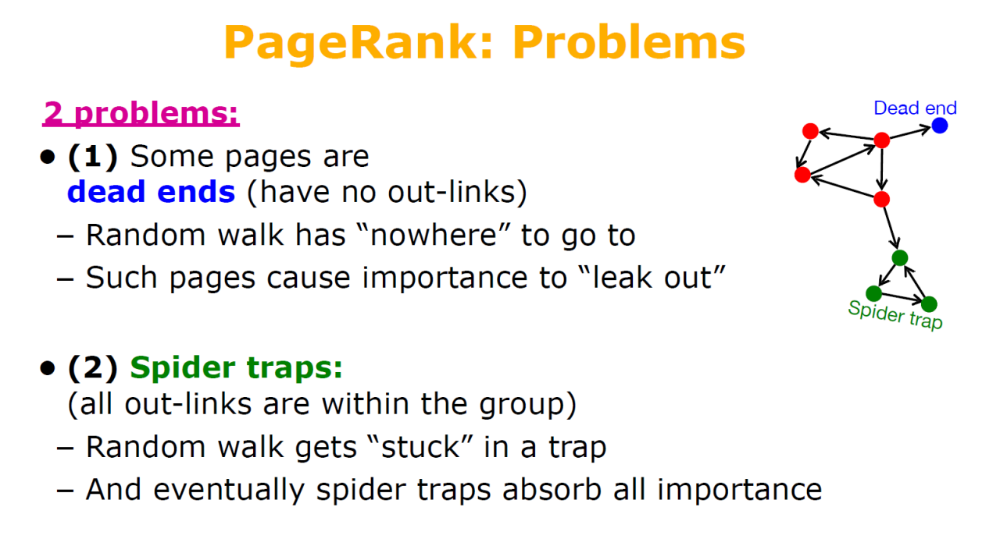 PageRank: Problems
2 problems:
● (1) Some pages are
dead ends (have no out-links)
– Random walk has “nowhere” to go to
– Such pages cause importance to “leak out”
● (2) Spider traps:
(all out-links are within the group)
– Random walk gets “stuck” in a trap
– And eventually spider traps absorb all importance
Dead end
Spider trap